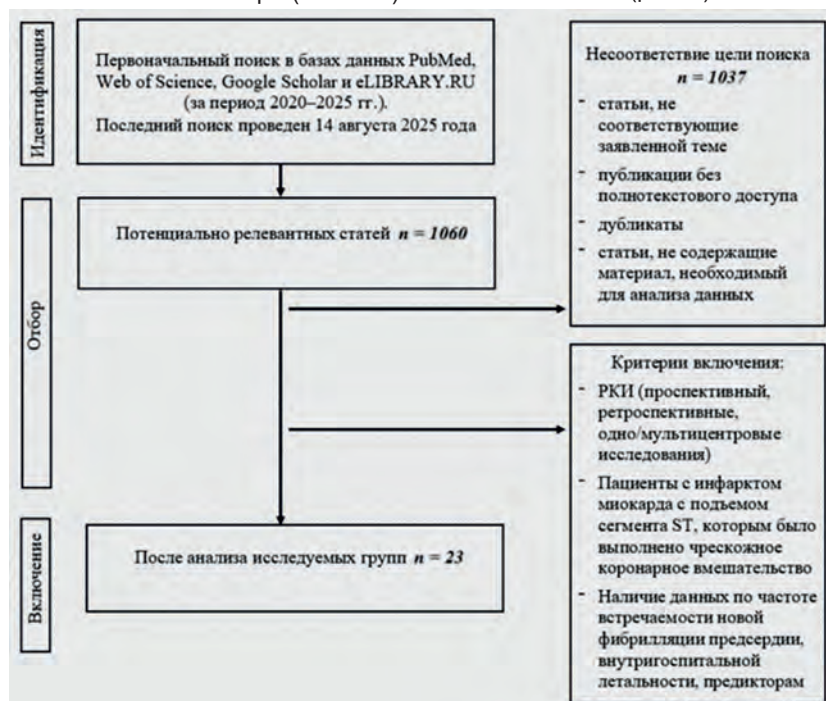 Идентификация
Первоначальный поиск в базах данных PubMed,
Web of Science, Google Scholar и eLIBRARY.RU
(за период 2020–2025 гг.).
Последний поиск проведен 14 августа 2025 года
Несоответствие цели поиска
n = 1037
- статьи, не
соответствующие
заявленной теме
- публикации без
полнотекстового доступа
- дубликаты
- статьи, не содержащие
материал, необходимый
для анализа данных
Отбор
Потенциально релевантных статей n = 1060
Критерии включения:
- РКИ (проспективный,
ретроспективные,
одно/мультицентровые
исследования)
- Пациенты с инфарктом
миокарда с подъемом
сегмента ST, которым было
выполнено чрескожное
коронарное вмешательство
- Наличие данных по частоте
встречаемости новой
фибрилляции предсердии,
внутригоспитальной
летальности, предикторам
Включение
После анализа исследуемых групп n = 23